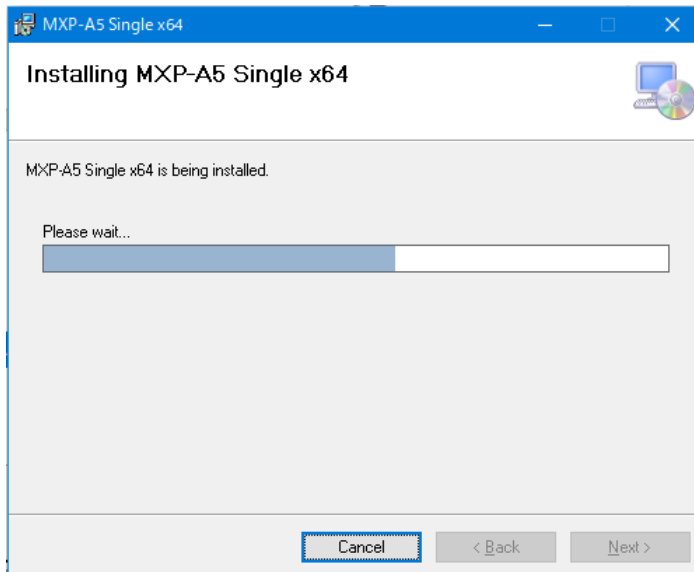 MXP-A5 Single x64
Installing MXP-A5 Single x64
MXP-A5 Single x64 is being installed.
Please wait...
Cancel
< Back
Next >